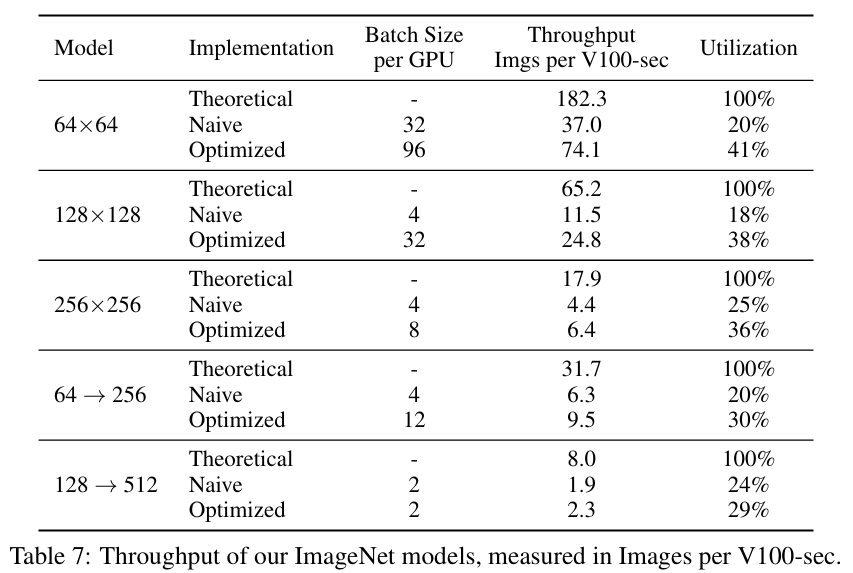 Model Implementation Batch Size per GPU Throughput Imgs per V100-sec Utilization
Theoretical - 182.3 100%
64×64 Naive 32 37.0 20%
Optimized 96 74.1 41%
Theoretical - 65.2 100%
128×128 Naive 4 11.5 18%
Optimized 32 24.8 38%
Theoretical - 17.9 100%
256×256 Naive 4 4.4 25%
Optimized 8 6.4 36%
Theoretical - 31.7 100%
64 → 256 Naive 4 6.3 20%
Optimized 12 9.5 30%
Theoretical - 8.0 100%
128 → 512 Naive 2 1.9 24%
Optimized 2 2.3 29%
Table 7: Throughput of our ImageNet models, measured in Images per V100-sec.